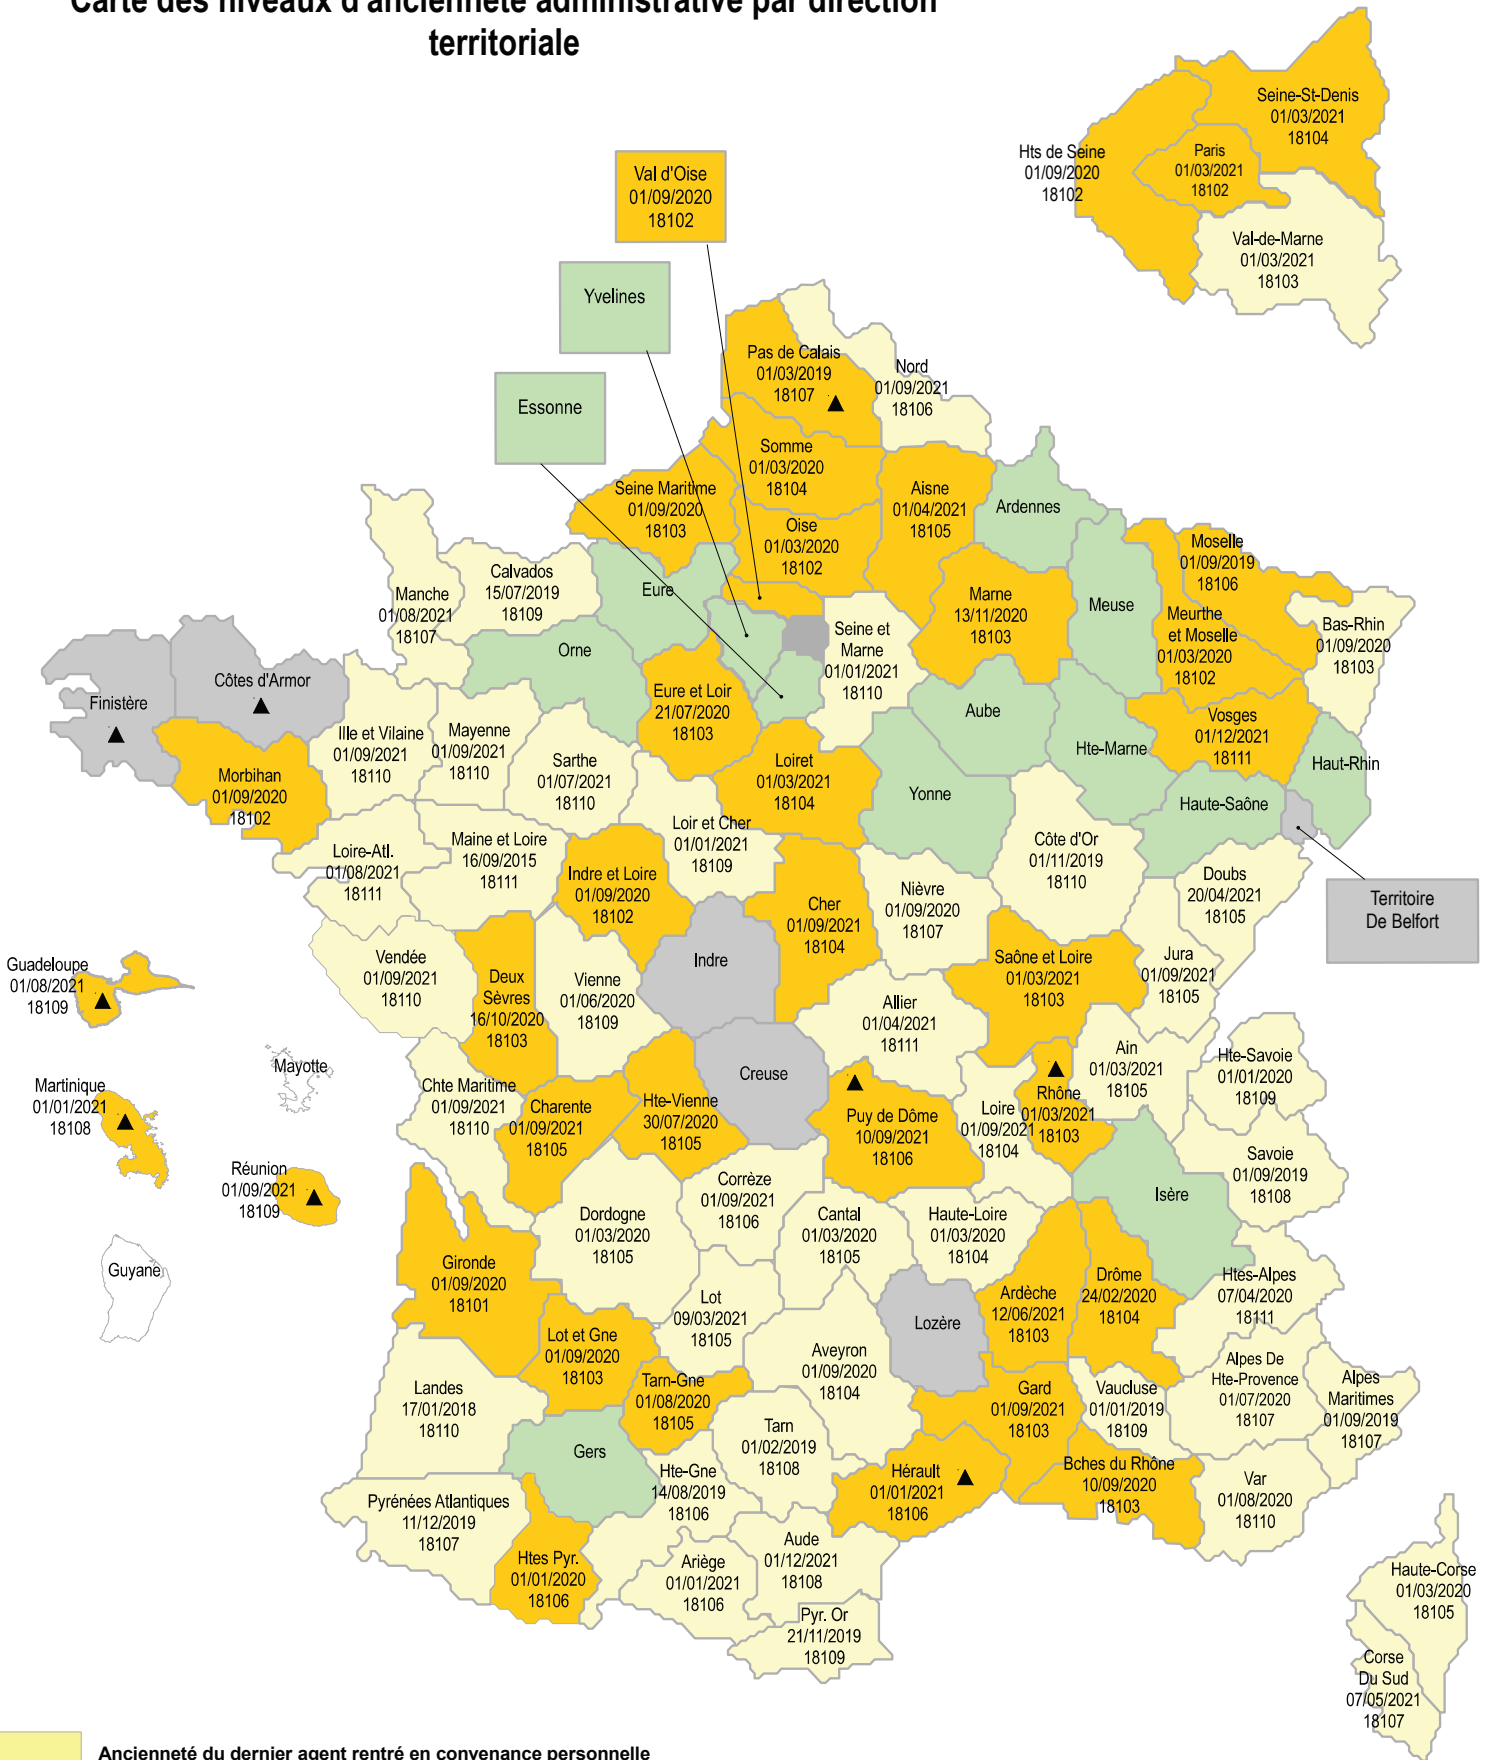 Carte des niveaux d'ancienneté administrative par direction
territoriale
Seine-St-Denis
01/03/2021
18104
Hts de Seine
01/09/2020
18102
Paris
01/03/2021
18102
Val-de-Marne
01/03/2021
18103
Val d'Oise
01/09/2020
18102
Yvelines
Essonne
Pas de Calais
01/03/2019
18107
Nord
01/09/2021
18106
Somme
01/03/2020
18104
Seine Maritime
01/09/2020
18103
Aisne
01/04/2021
18105
Ardennes
Oise
01/03/2020
18102
Moselle
01/09/2019
18106
Calvados
15/07/2019
18109
Manche
01/08/2021
18107
Eure
Marne
13/11/2020
18103
Meuse
Meurthe
et Moselle
01/03/2020
18102
Bas-Rhin
01/09/2020
18103
Orne
Seine et
Marne
01/01/2021
18110
Finistère
Côtes d'Armor
Eure et Loir
21/07/2020
18103
Aube
Vosges
01/12/2021
18111
Ille et Vilaine
01/09/2021
18110
Mayenne
01/09/2021
18110
Hte-Marne
Haut-Rhin
Morbihan
01/09/2020
18102
Sarthe
01/07/2021
18110
Loiret
01/03/2021
18104
Yonne
Haute-Saône
Loir et Cher
01/01/2021
18109
Maine et Loire
16/09/2015
18111
Côte d'Or
01/11/2019
18110
Loire-Atl.
01/08/2021
18111
Indre et Loire
01/09/2020
18102
Nièvre
01/09/2020
18107
Doubs
20/04/2021
18105
Territoire
De Belfort
Cher
01/09/2021
18104
Vendée
01/09/2021
18110
Deux
Sèvres
16/10/2020
18103
Vienne
01/06/2020
18109
Indre
Saône et Loire
01/03/2021
18103
Jura
01/09/2021
18105
Guadeloupe
01/08/2021
18109
Allier
01/04/2021
18111
Mayotte
Martinique
01/01/2021
18108
Chte Maritime
01/09/2021
18110
Charente
01/09/2021
18105
Hte-Vienne
30/07/2020
18105
Creuse
Puy de Dôme
10/09/2021
18106
Loire
01/09/2021
18104
Rhône
01/03/2021
18103
Ain
01/03/2021
18105
Hte-Savoie
01/01/2020
18109
Réunion
01/09/2021
18109
Savoie
01/09/2019
18108
Corrèze
01/09/2021
18106
Isère
Dordogne
01/03/2020
18105
Cantal
01/03/2020
18105
Haute-Loire
01/03/2020
18104
Guyane
Gironde
01/09/2020
18101
Lot
09/03/2021
18105
Lozère
Ardèche
12/06/2021
18103
Drôme
24/02/2020
18104
Htes-Alpes
07/04/2020
18111
Lot et Gne
01/09/2020
18103
Aveyron
01/09/2020
18104
Landes
17/01/2018
18110
Tarn-Gne
01/08/2020
18105
Gard
01/09/2021
18103
Vaucluse
01/01/2019
18109
Alpes De
Hte-Provence
01/07/2020
18107
Alpes
Maritimes
01/09/2019
18107
Gers
Tarn
01/02/2019
18108
Hte-Gne
14/08/2019
18106
Hérault
01/01/2021
18106
Bches du Rhône
10/09/2020
18103
Var
01/08/2020
18110
Pyrénées Atlantiques
11/12/2019
18107
Htes Pyr.
01/01/2020
18106
Ariège
01/01/2021
18106
Aude
01/12/2021
18108
Pyr. Or
21/11/2019
18109
Haute-Corse
01/03/2020
18105
Corse
Du Sud
07/05/2021
18107
Ancienneté du dernier agent rentré en convenance personnelle